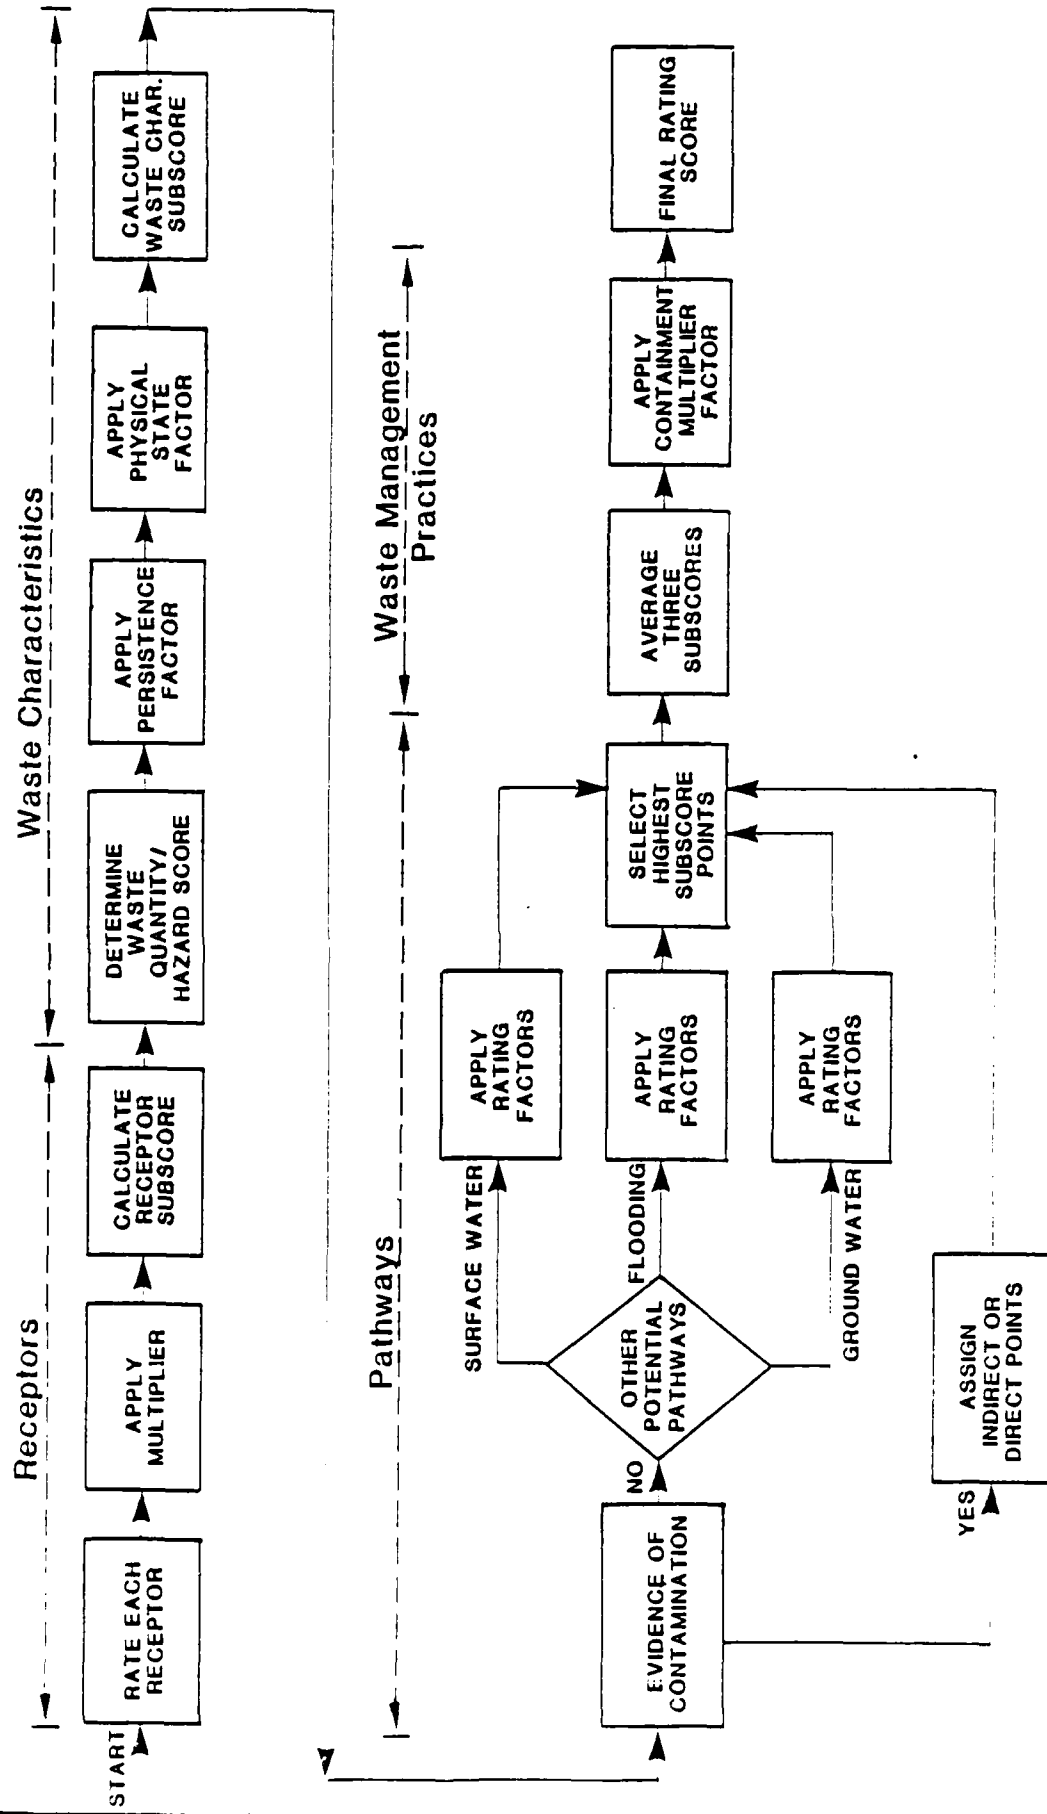 Receptors
Waste Characteristics
START
RATE EACH
RECEPTOR
APPLY
MULTIPLIER
CALCULATE
RECEPTOR
SUBSCORE
DETERMINE
WASTE
QUANTITY/
HAZARD SCORE
APPLY
PERSISTENCE
FACTOR
APPLY
PHYSICAL
STATE
FACTOR
CALCULATE
WASTE CHAR.
SUBSCORE
Pathways
Waste Management
Practices
EVIDENCE OF
CONTAMINATION
NO
YES
OTHER
POTENTIAL
PATHWAYS
SURFACE WATER
FLOODING
GROUND WATER
APPLY
RATING
FACTORS
APPLY
RATING
FACTORS
APPLY
RATING
FACTORS
ASSIGN
INDIRECT OR
DIRECT POINTS
SELECT
HIGHEST
SUBSCORE
POINTS
AVERAGE
THREE
SUBSCORES
APPLY
CONTAINMENT
MULTIPLIER
FACTOR
FINAL RATING
SCORE